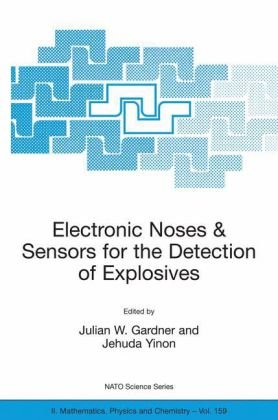 Electronic Noses &
Sensors for the Detection
of Explosives
Edited by
Julian W. Gardner and
Jehuda Yinon
NATO Science Series
II. Mathematics, Physics and Chemistry – Vol. 159